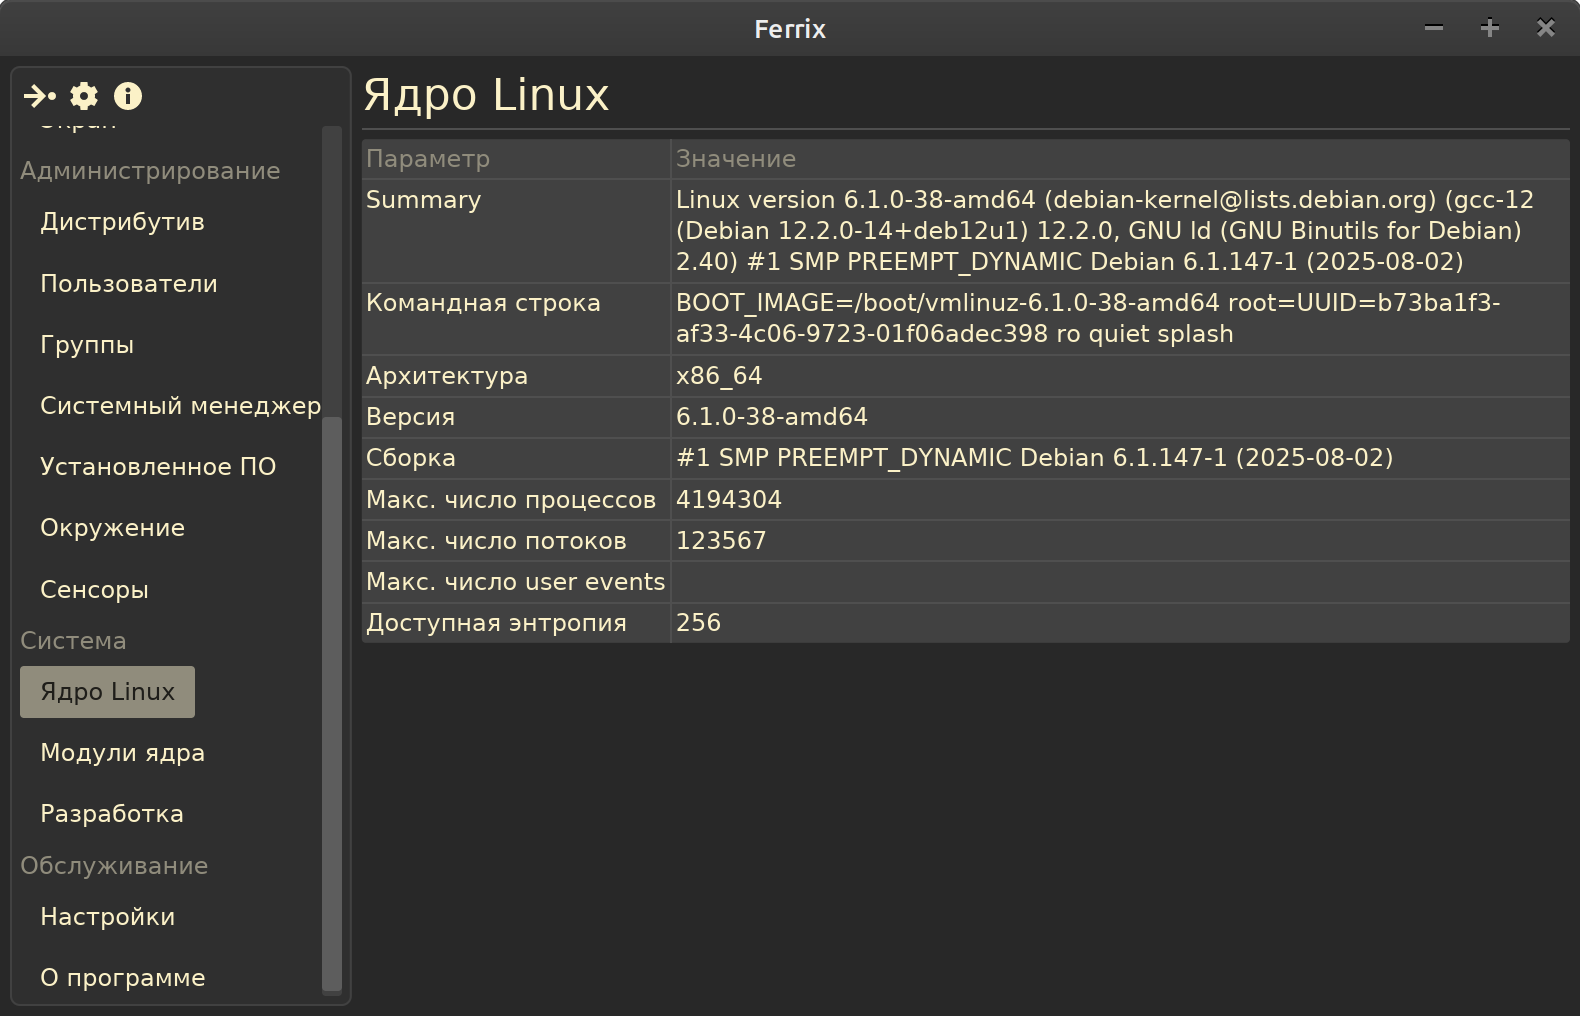 Ferrix
Экран
Администрирование
Дистрибутив
Пользователи
Группы
Системный менеджер
Установленное ПО
Окружение
Сенсоры
Система
Ядро Linux
Модули ядра
Разработка
Обслуживание
Настройки
О программе
Ядро Linux
Параметр Значение
Summary Linux version 6.1.0-38-amd64 (debian-kernel@lists.debian.org) (gcc-12
(Debian 12.2.0-14+deb12u1) 12.2.0, GNU ld (GNU Binutils for Debian)
2.40) #1 SMP PREEMPT_DYNAMIC Debian 6.1.147-1 (2025-08-02)
Командная строка BOOT_IMAGE=/boot/vmlinuz-6.1.0-38-amd64 root=UUID=b73ba1f3-
af33-4c06-9723-01f06adec398 ro quiet splash
Архитектура x86_64
Версия 6.1.0-38-amd64
Сборка #1 SMP PREEMPT_DYNAMIC Debian 6.1.147-1 (2025-08-02)
Макс. число процессов 4194304
Макс. число потоков 123567
Макс. число user events
Доступная энтропия 256